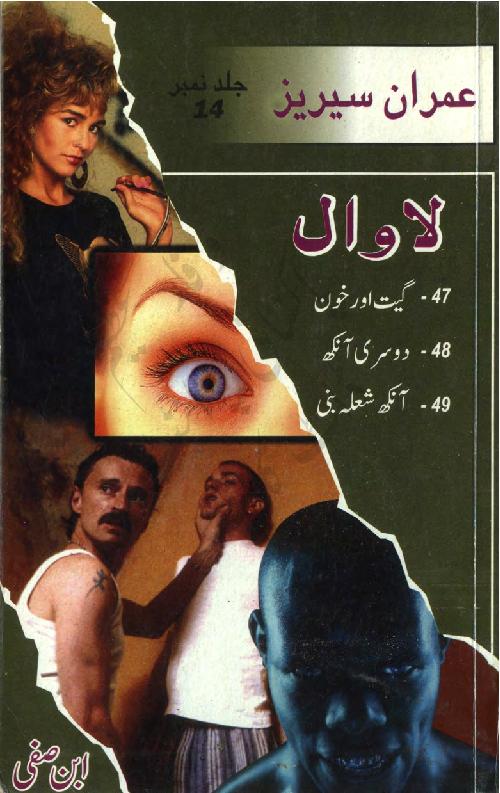 عمران سیریز
جلد نمبر
14
لاوال
47 - گیت اور خون
48 - دوسری آنکھ
49 - آنکھ شعلہ بنی
ابن صفی